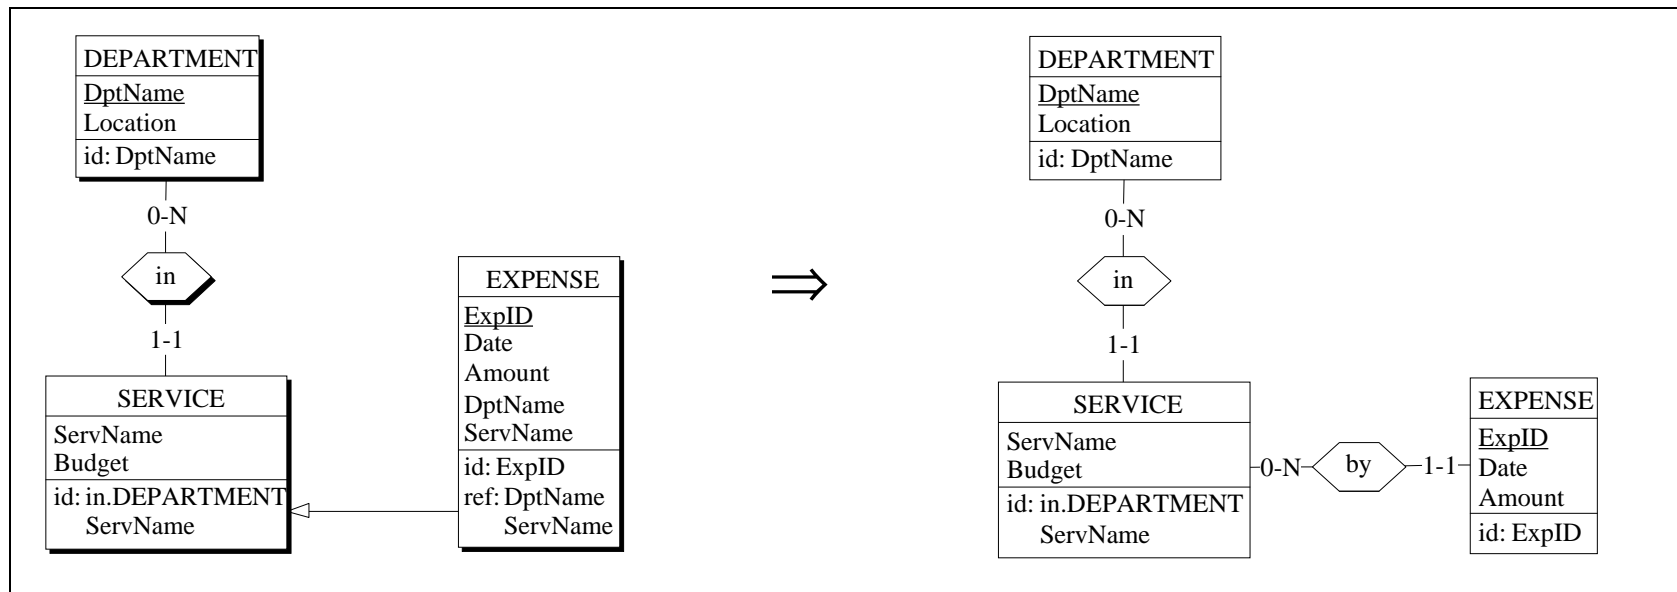 DEPARTMENT
DptName
Location
id: DptName
0-N
in
1-1
SERVICE
ServName
Budget
id: in.DEPARTMENT
ServName
EXPENSE
ExpID
Date
Amount
DptName
ServName
id: ExpID
ref: DptName
ServName
⇒
DEPARTMENT
DptName
Location
id: DptName
0-N
in
1-1
SERVICE
ServName
Budget
id: in.DEPARTMENT
ServName
0-N
by
1-1
EXPENSE
ExpID
Date
Amount
id: ExpID